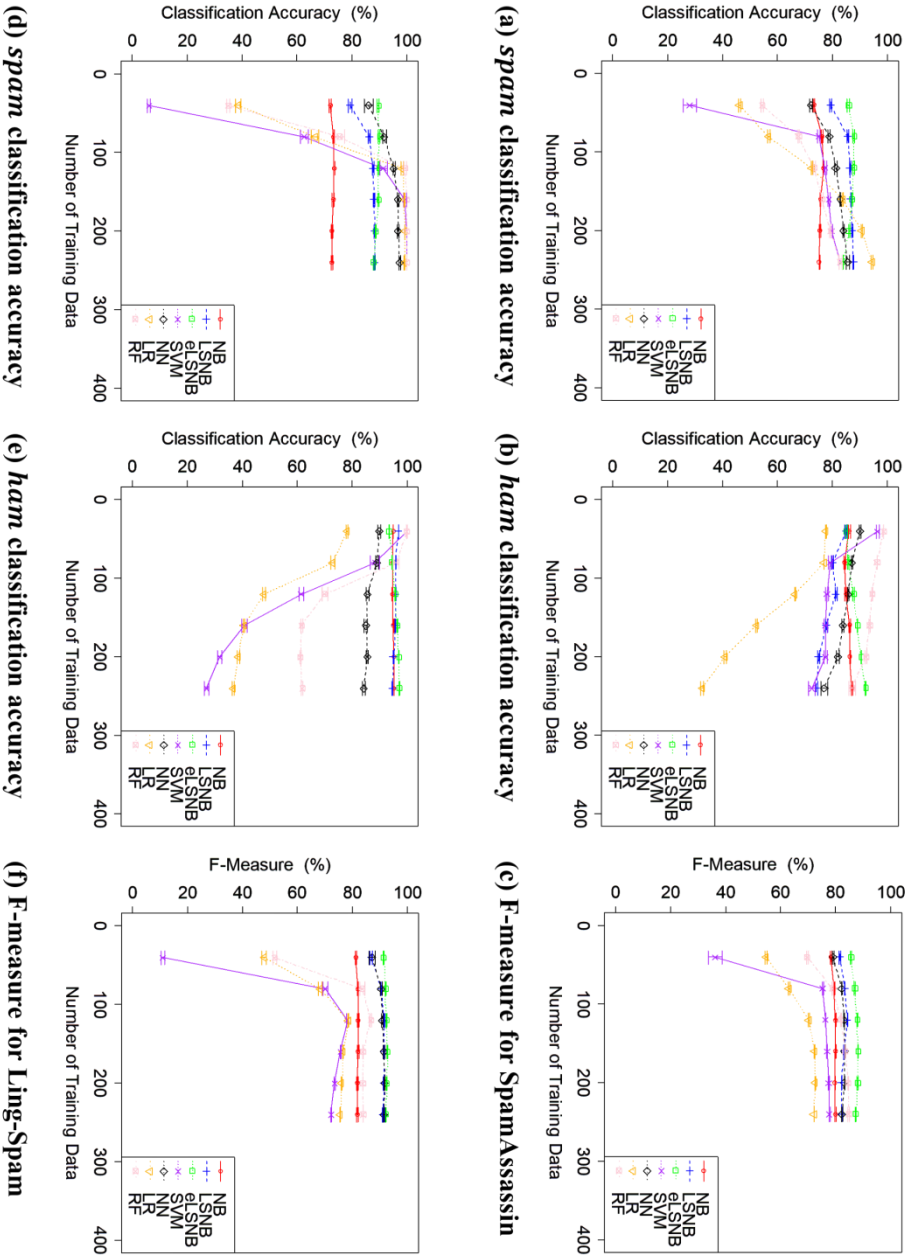 Classification Accuracy (%)
0 20 40 60 80 100
0 100 200 300 400
Number of Training Data
NB
LSNB
eLSNB
SVM
NN
LR
RF
(a) spam classification accuracy
Classification Accuracy (%)
0 20 40 60 80 100
0 100 200 300 400
Number of Training Data
NB
LSNB
eLSNB
SVM
NN
LR
RF
(b) ham classification accuracy
F-Measure (%)
0 20 40 60 80 100
0 100 200 300 400
Number of Training Data
NB
LSNB
eLSNB
SVM
NN
LR
RF
(c) F-measure for SpamAssassin
Classification Accuracy (%)
0 20 40 60 80 100
0 100 200 300 400
Number of Training Data
NB
LSNB
eLSNB
SVM
NN
LR
RF
(d) spam classification accuracy
Classification Accuracy (%)
0 20 40 60 80 100
0 100 200 300 400
Number of Training Data
NB
LSNB
eLSNB
SVM
NN
LR
RF
(e) ham classification accuracy
F-Measure (%)
0 20 40 60 80 100
0 100 200 300 400
Number of Training Data
NB
LSNB
eLSNB
SVM
NN
LR
RF
(f) F-measure for Ling-Spam